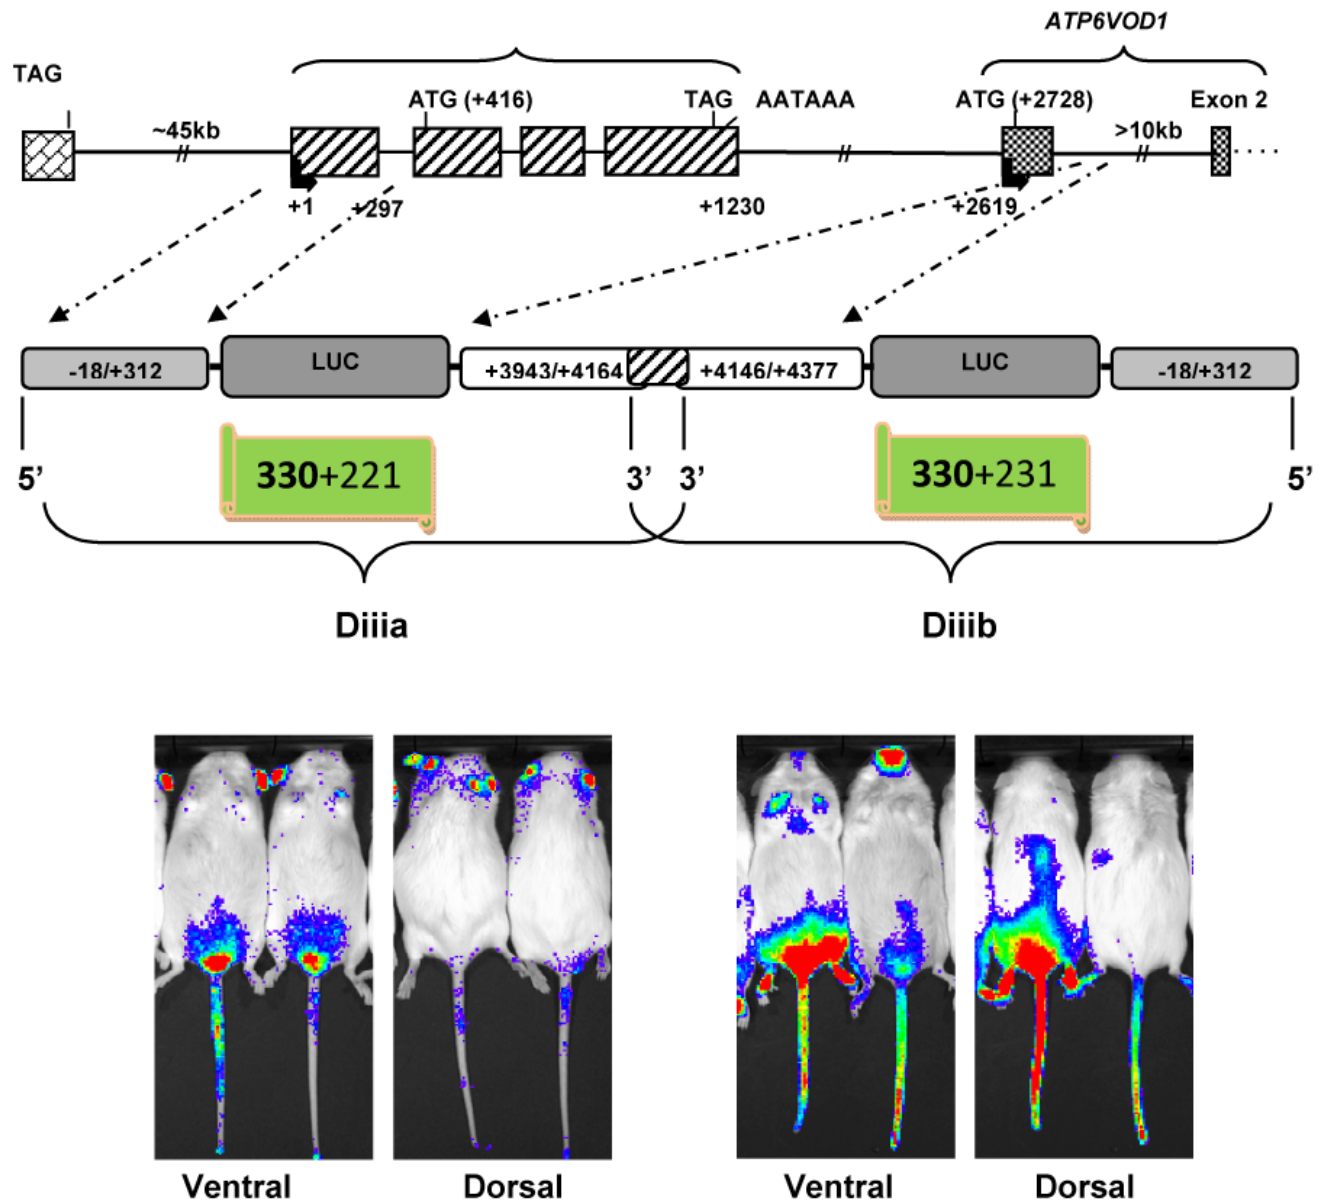 ATP6VOD1
TAG
ATG (+416)
TAG
AATAAA
ATG (+2728)
Exon 2
~45kb
>10kb
+1
+297
+1230
+2619
-18/+312
LUC
+3943/+4164
+4146/+4377
LUC
-18/+312
5’
330+221
3’
3’
330+231
5’
Diiia
Diiib
Ventral
Dorsal
Ventral
Dorsal